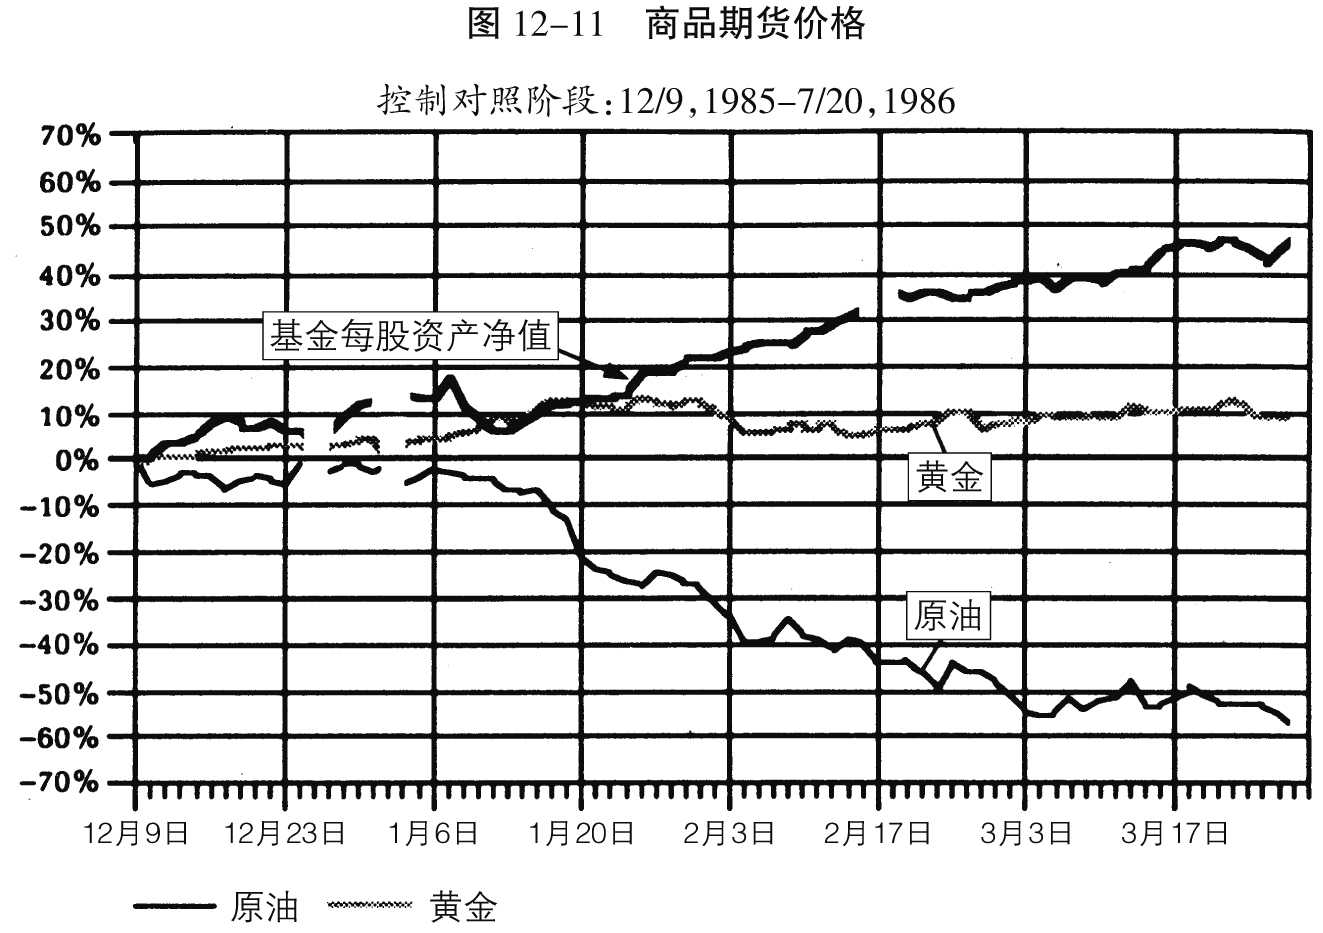 图 12–11 商品期货价格
控制对照阶段:12/9,1985–7/20,1986
70%
60%
50%
40%
30%
20%
10%
0%
-10%
-20%
-30%
-40%
-50%
-60%
-70%
基金每股资产净值
黄金
原油
12月9日 12月23日 1月6日 1月20日 2月3日 2月17日 3月3日 3月17日
原油 黄金